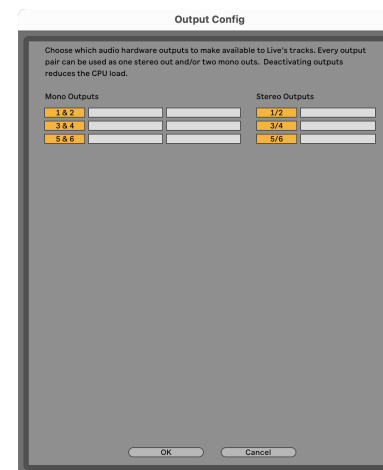 Output Config
Choose which audio hardware outputs to make available to Live's tracks. Every output
pair can be used as one stereo out and/or two mono outs.  Deactivating outputs
reduces the CPU load.
Mono Outputs
Stereo Outputs
1 & 2
1/2
3 & 4
3/4
5 & 6
5/6
OK
Cancel